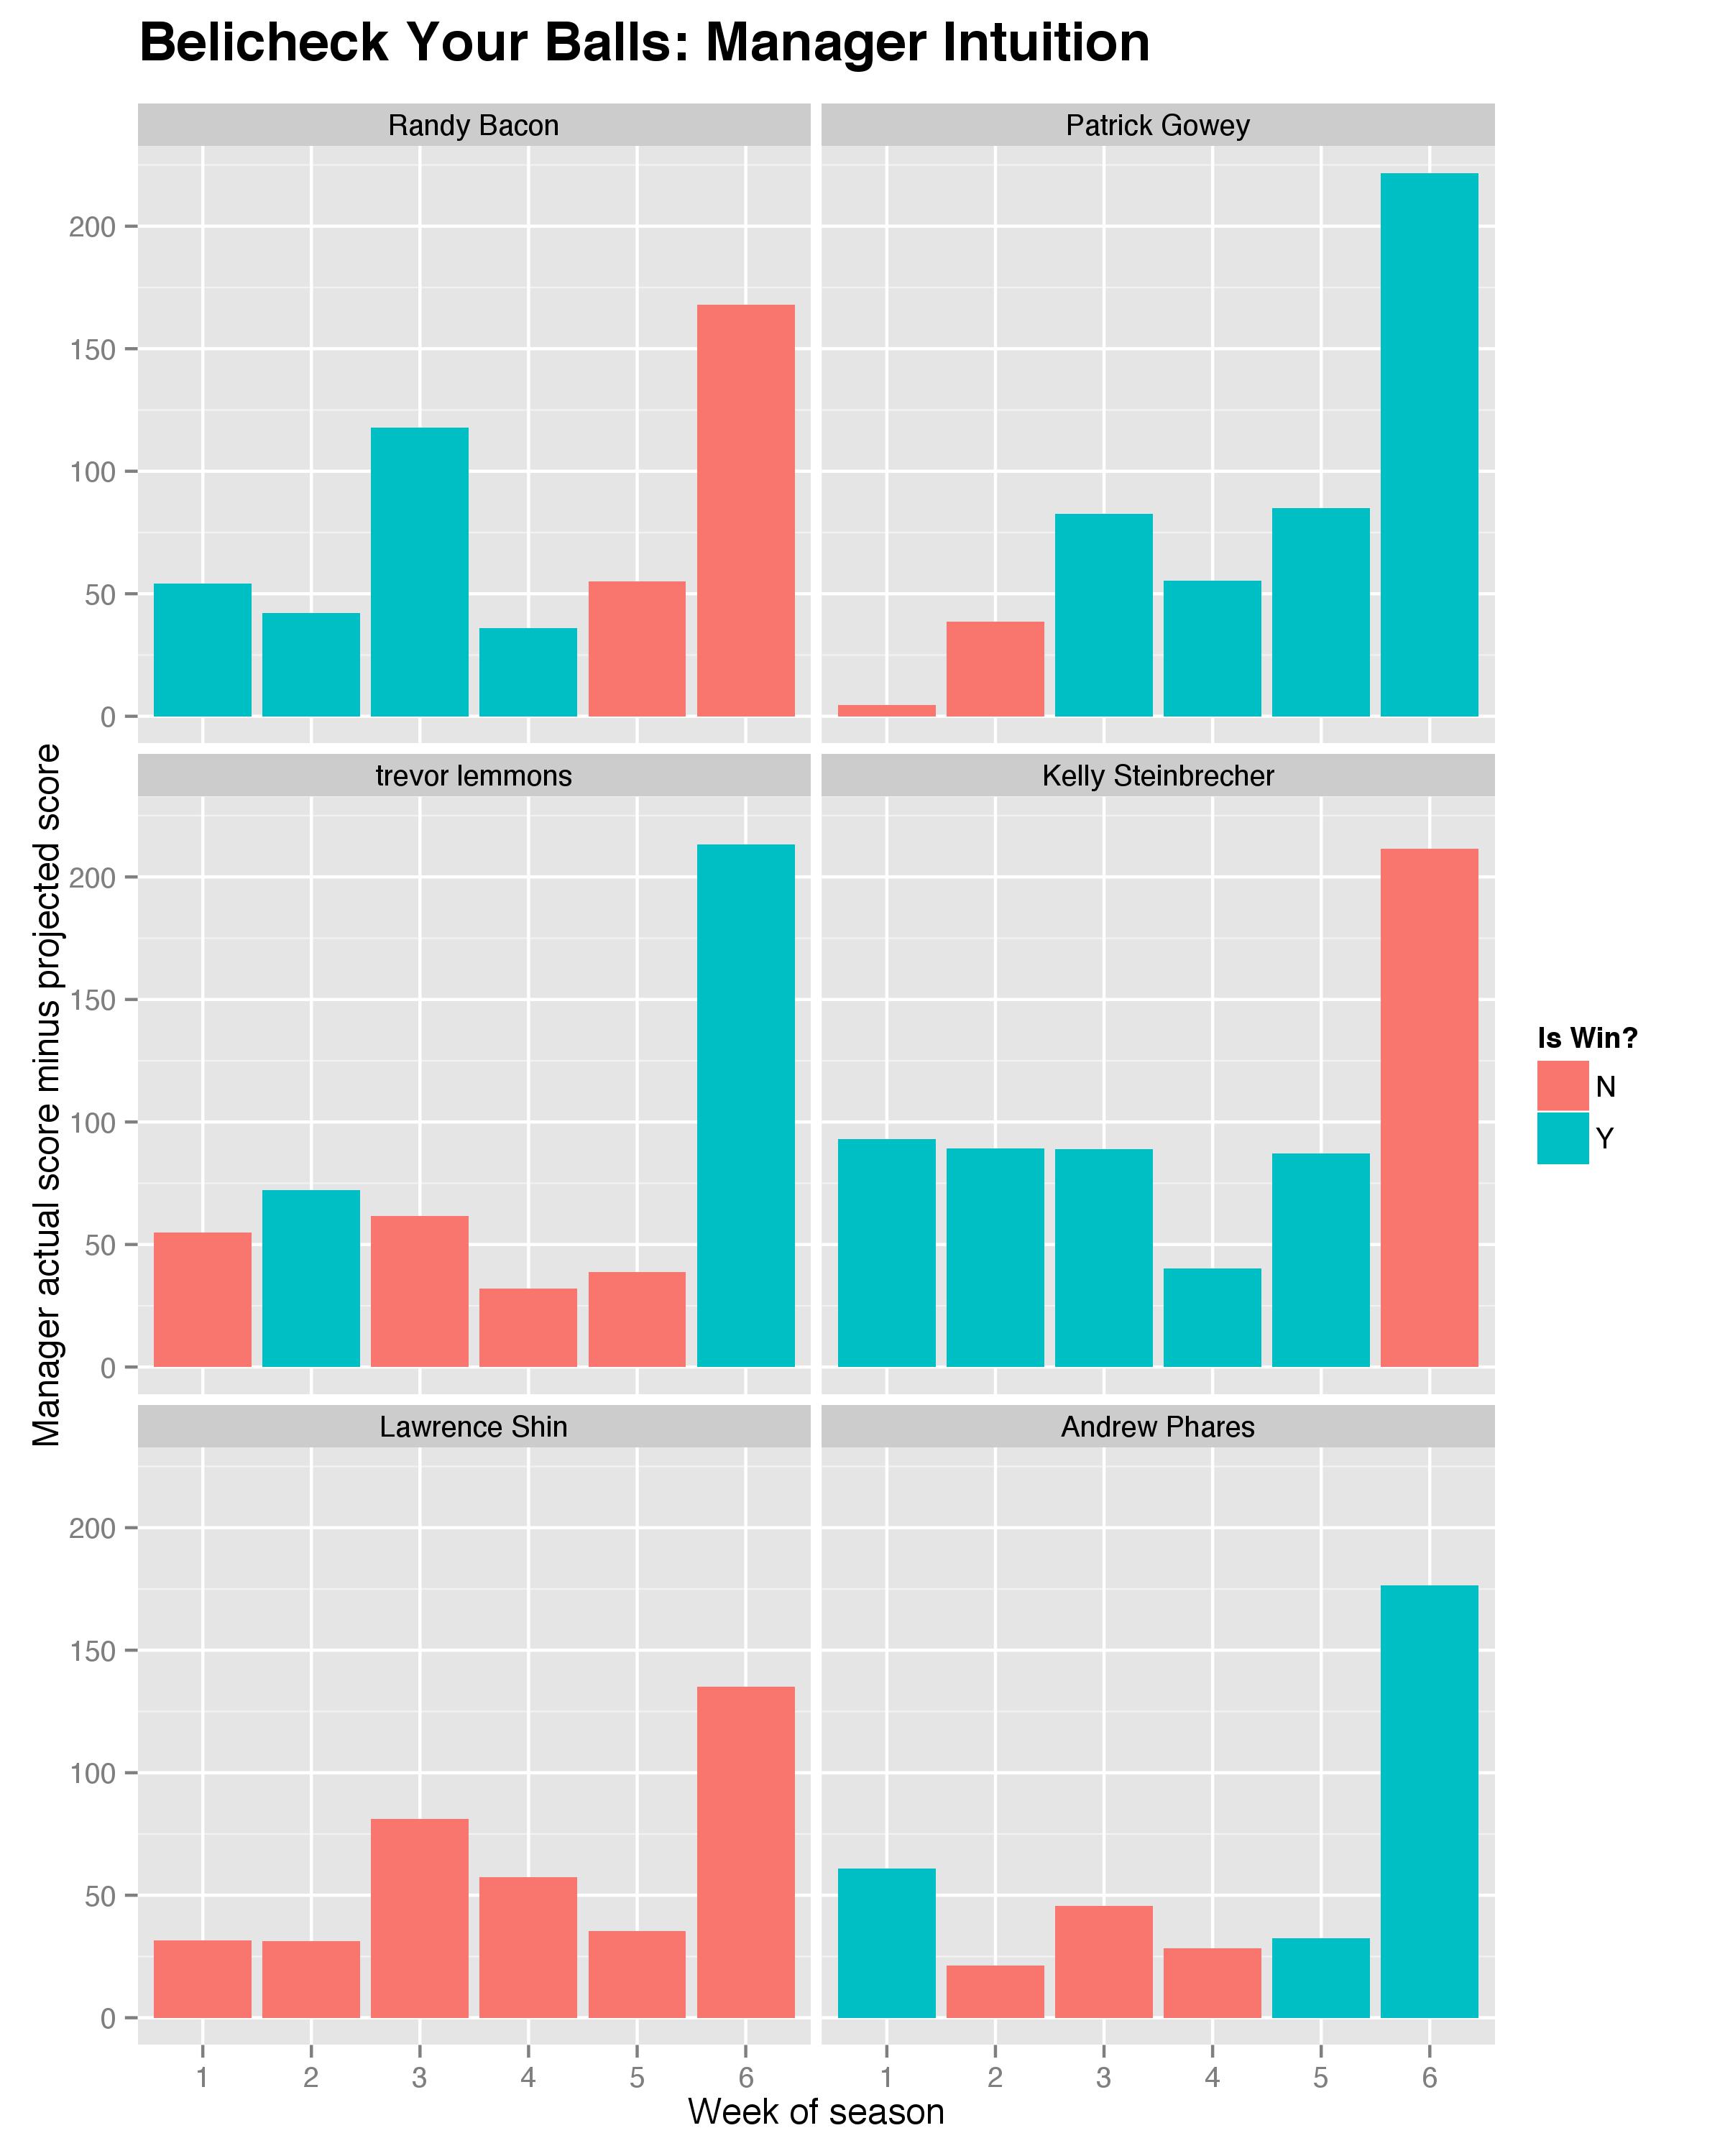 Belicheck Your Balls: Manager Intuition
Randy Bacon
Patrick Gowey
200
150
100
50
0
trevor lemmons
Kelly Steinbrecher
200
150
100
50
0
Lawrence Shin
Andrew Phares
200
150
100
50
0
1 2 3 4 5 6
1 2 3 4 5 6
Week of season
Manager actual score minus projected score
Is Win?
N
Y